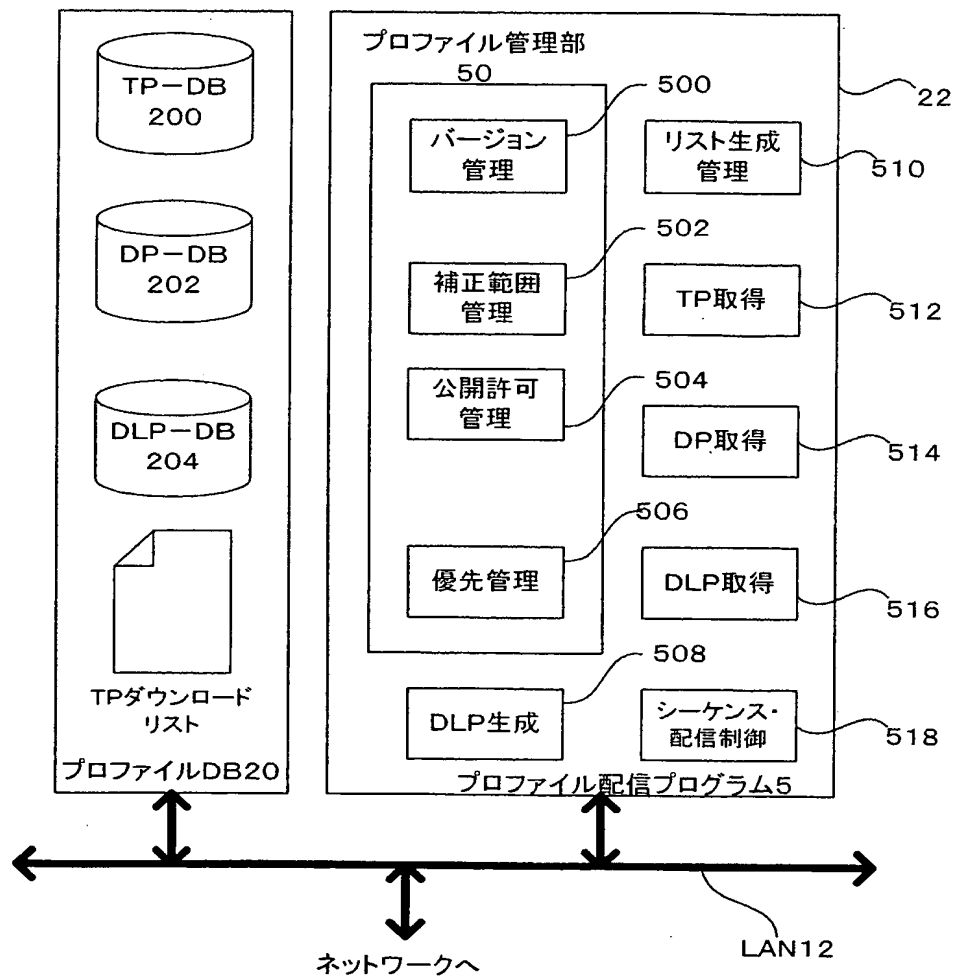 TP-DB
200
DP-DB
202
DLP-DB
204
TPダウンロード
リスト
プロファイルDB20
プロファイル管理部
50
バージョン
管理
500
補正範囲
管理
502
公開許可
管理
504
優先管理
506
DLP生成
508
リスト生成
管理
510
TP取得
512
DP取得
514
DLP取得
516
シーケンス・
配信制御
518
プロファイル配信プログラム5
22
LAN12
ネットワークへ